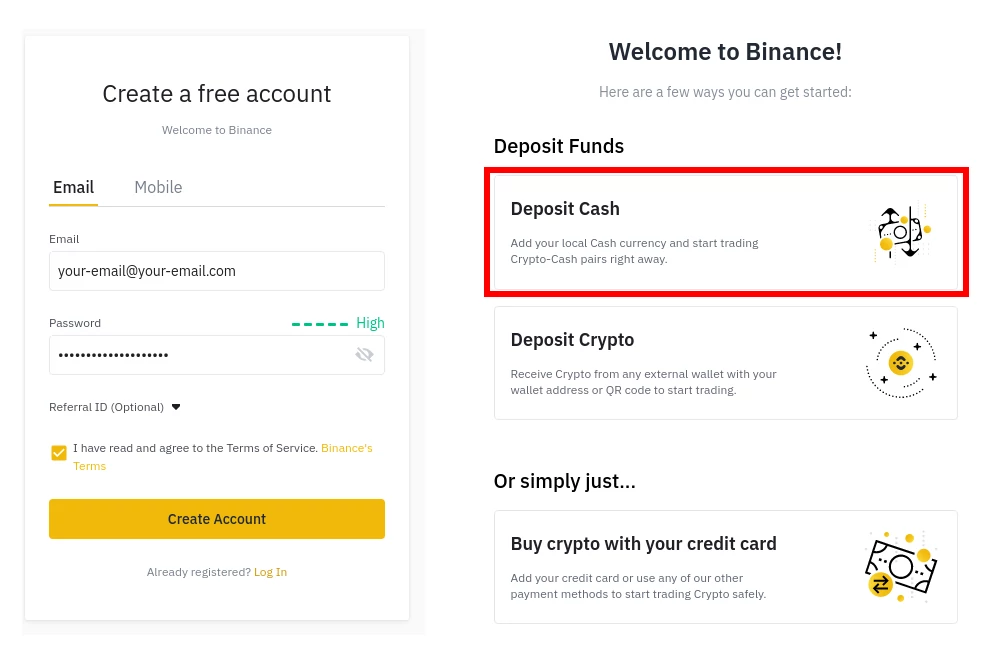 Create a free account
Welcome to Binance
Email Mobile
Email
your-email@your-email.com
Password High
••••••••••••••••••••
Referral ID (Optional)
I have read and agree to the Terms of Service. Binance's
Terms
Create Account
Already registered? Log In
Welcome to Binance!
Here are a few ways you can get started:
Deposit Funds
Deposit Cash
Add your local Cash currency and start trading
Crypto-Cash pairs right away.
Deposit Crypto
Receive Crypto from any external wallet with your
wallet address or QR code to start trading.
Or simply just...
Buy crypto with your credit card
Add your credit card or use any of our other
payment methods to start trading Crypto safely.